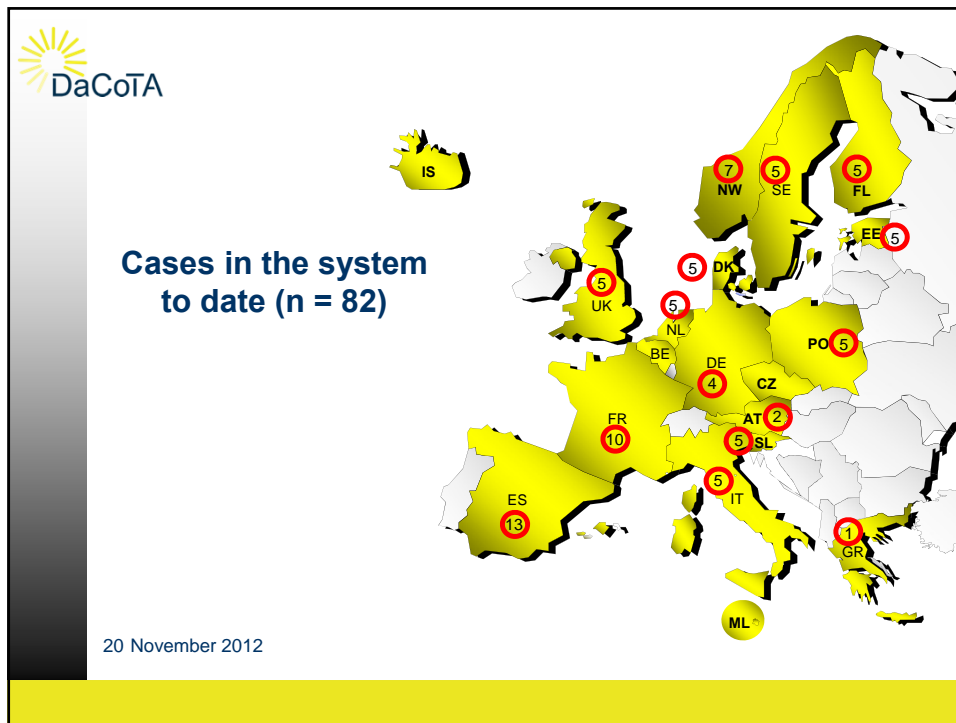 DaCoTA
IS
7
NW
5
SE
5
FL
EE
5
Cases in the system
to date (n = 82)
5
DK
5
UK
5
NL
BE
PO
5
DE
4
CZ
AT
2
FR
10
5
SL
5
IT
ES
13
1
GR
ML
20 November 2012